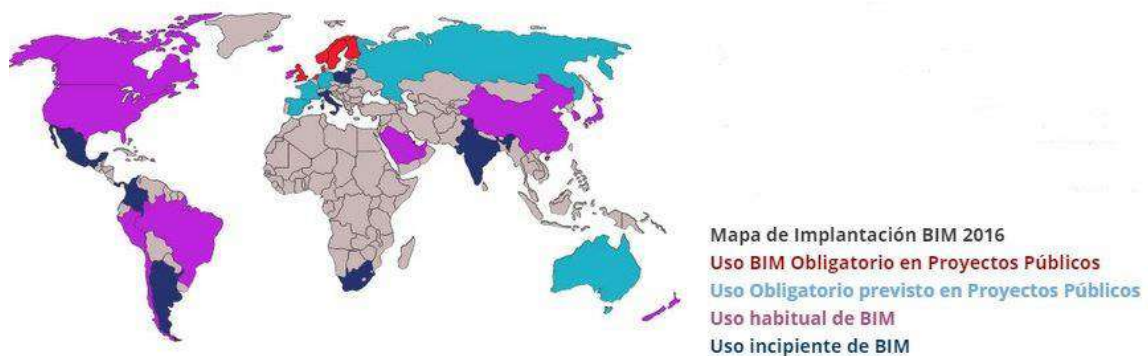 Mapa de Implantación BIM 2016
Uso BIM Obligatorio en Proyectos Públicos
Uso Obligatorio previsto en Proyectos Públicos
Uso habitual de BIM
Uso incipiente de BIM